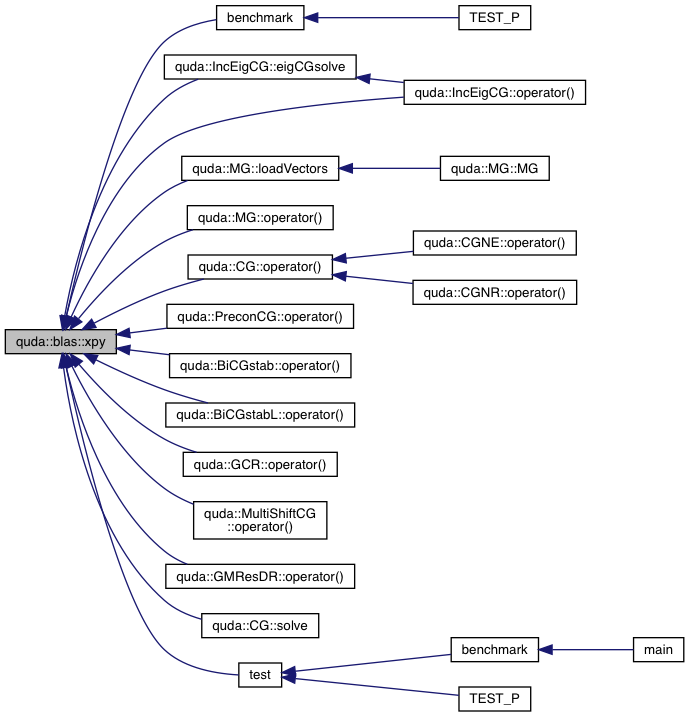 benchmark
TEST_P
quda::IncEigCG::eigCGsolve
quda::IncEigCG::operator()
quda::MG::loadVectors
quda::MG::MG
quda::MG::operator()
quda::CGNE::operator()
quda::CG::operator()
quda::CGNR::operator()
quda::PreconCG::operator()
quda::blas::xpy
quda::BiCGstab::operator()
quda::BiCGstabL::operator()
quda::GCR::operator()
quda::MultiShiftCG
::operator()
quda::GMResDR::operator()
quda::CG::solve
benchmark
main
test
TEST_P